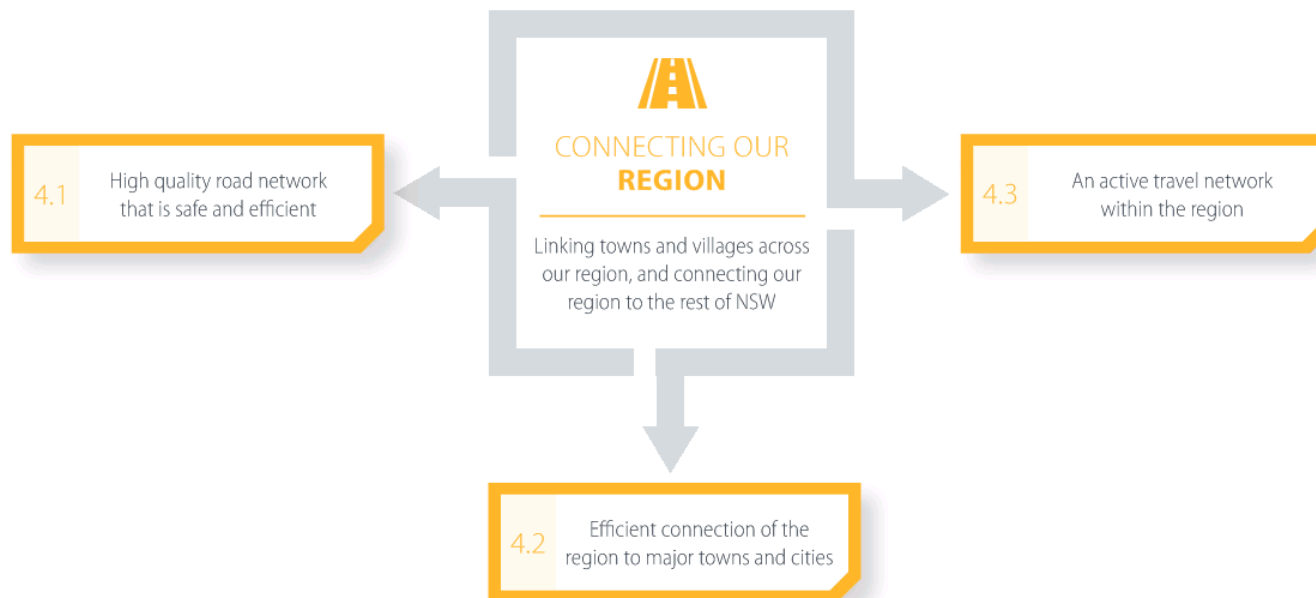 CONNECTING OUR
REGION
Linking towns and villages across
our region, and connecting our
region to the rest of NSW
4.1
High quality road network
that is safe and efficient
4.2
Efficient connection of the
region to major towns and cities
4.3
An active travel network
within the region